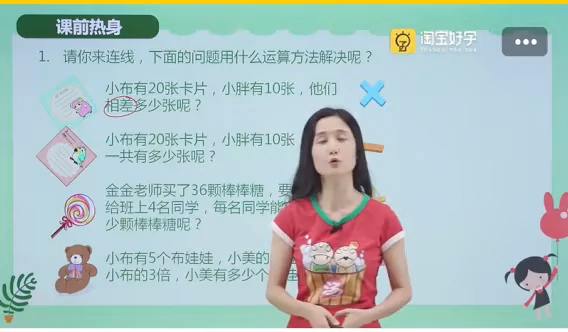 课前热身
淘宝好字
1. 请你来连线，下面的问题用什么运算方法解决呢？
小布有20张卡片，小胖有10张，他们
相差多少张呢？
小布有20张卡片，小胖有10张
一共有多少张呢？
金金老师买了36颗棒棒糖，要
给班上4名同学，每名同学能
少颗棒棒糖呢？
小布有5个布娃娃，小美的
小布的3倍，小美有多少个